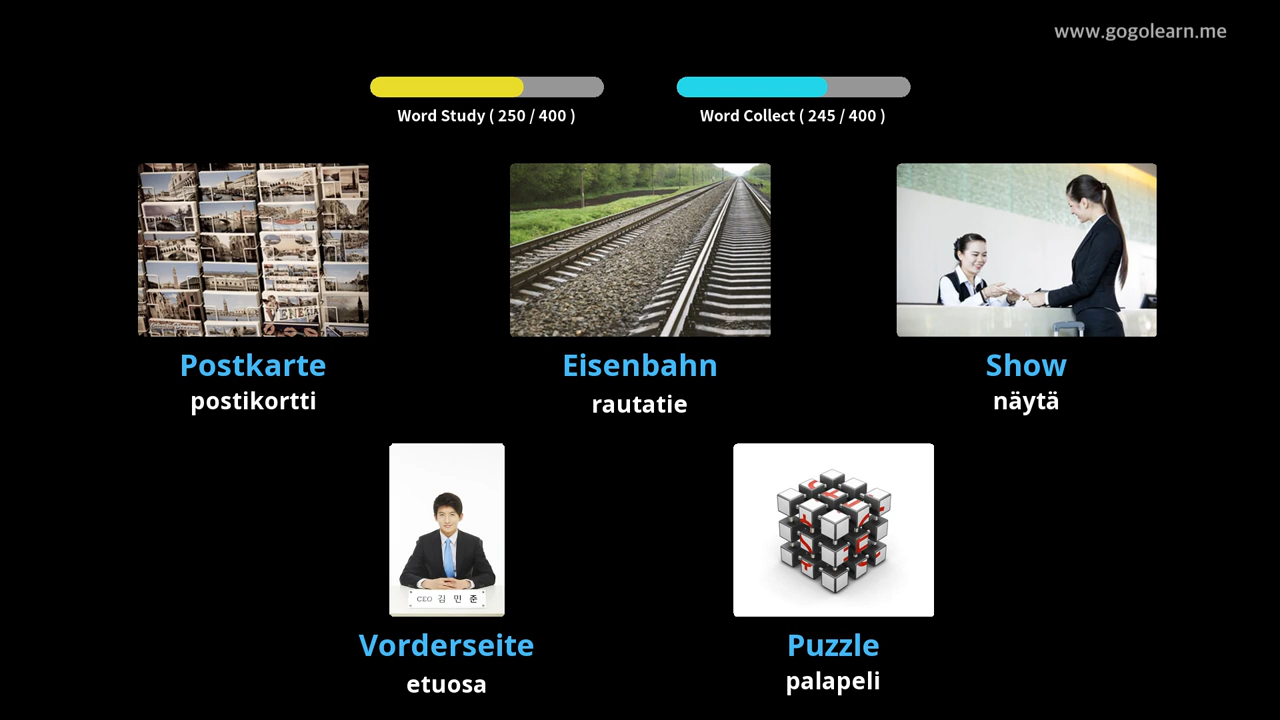 www.gogolearn.me
Word Study ( 250 / 400 )
Word Collect ( 245 / 400 )
Postkarte
postikortti
Eisenbahn
rautatie
Show
näytä
CEO 김 민 준
Vorderseite
etuosa
Puzzle
palapeli